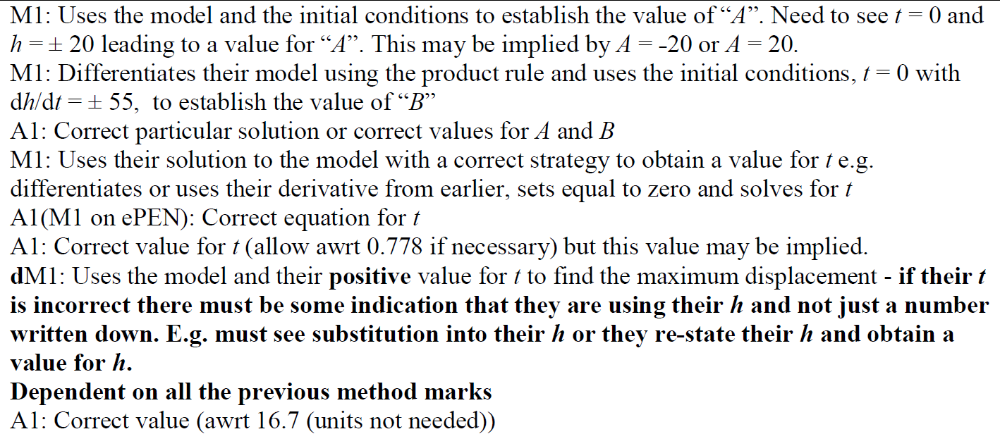 M1: Uses the model and the initial conditions to establish the value of “A”. Need to see t = 0 and
h = ± 20 leading to a value for “A”. This may be implied by A = -20 or A = 20.
M1: Differentiates their model using the product rule and uses the initial conditions, t = 0 with
dh/dt = ± 55,  to establish the value of “B”
A1: Correct particular solution or correct values for A and B
M1: Uses their solution to the model with a correct strategy to obtain a value for t e.g.
differentiates or uses their derivative from earlier, sets equal to zero and solves for t
A1(M1 on ePEN): Correct equation for t
A1: Correct value for t (allow awrt 0.778 if necessary) but this value may be implied.
dM1: Uses the model and their positive value for t to find the maximum displacement - if their t
is incorrect there must be some indication that they are using their h and not just a number
written down. E.g. must see substitution into their h or they re-state their h and obtain a
value for h.
Dependent on all the previous method marks
A1: Correct value (awrt 16.7 (units not needed))